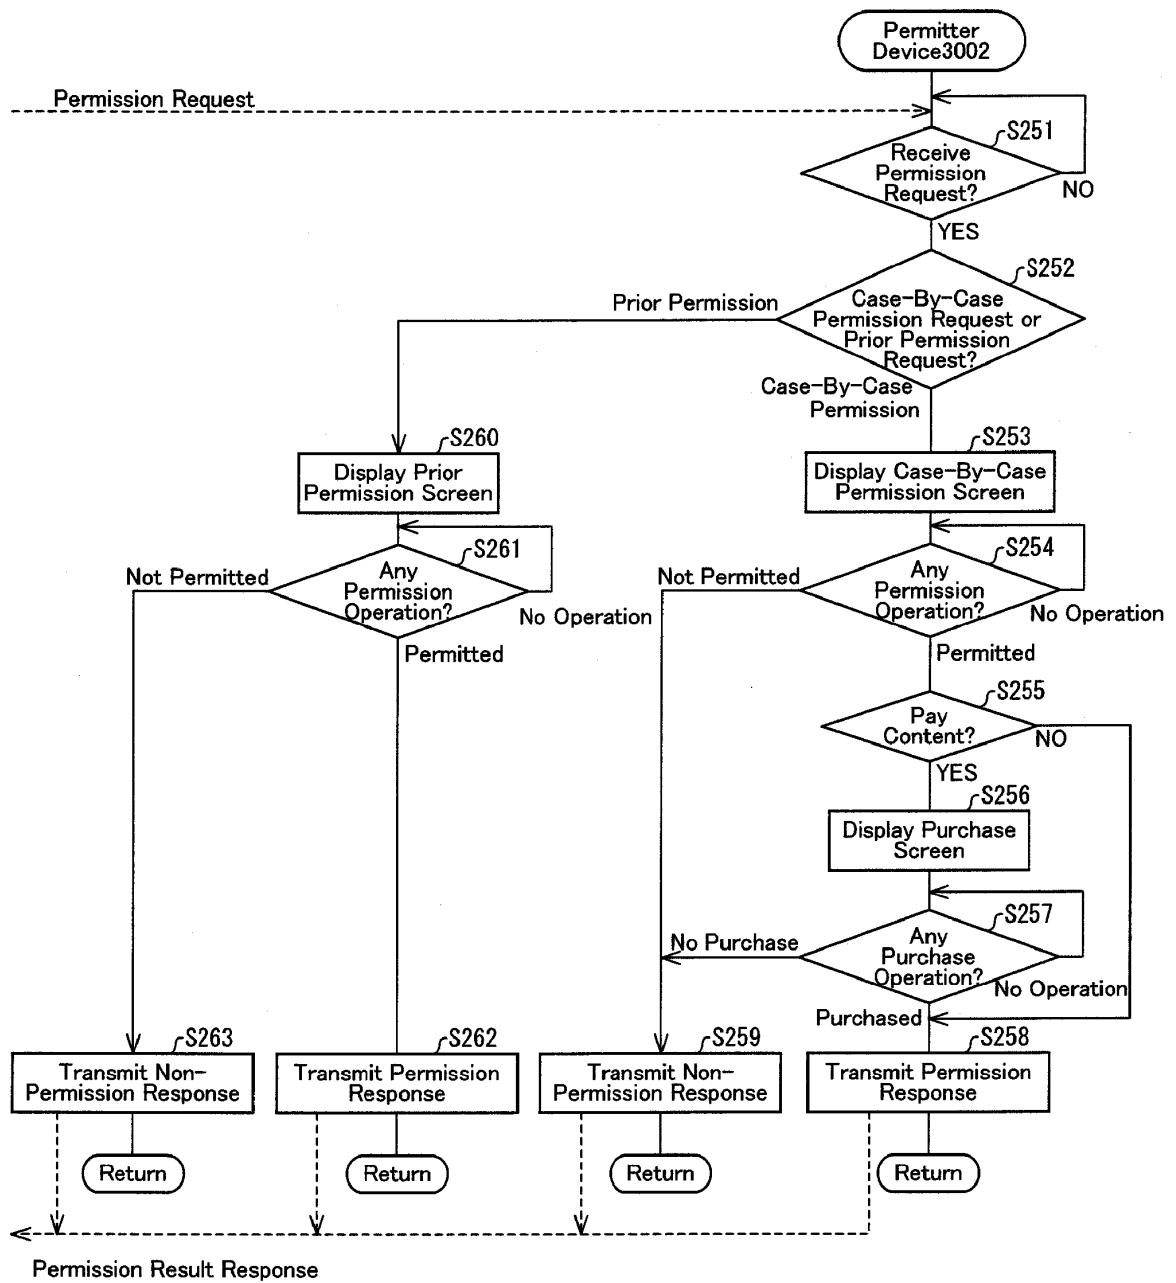 Permitter
Device3002
Permission Request
S251
Receive
Permission
Request?
NO
YES
S252
Prior Permission
Case-By-Case
Permission Request or
Prior Permission
Request?
Case-By-Case
Permission
S260
Display Prior
Permission Screen
S253
Display Case-By-Case
Permission Screen
S261
Not Permitted
Any
Permission
Operation?
No Operation
Permitted
S254
Not Permitted
Any
Permission
Operation?
No Operation
Permitted
S255
Pay
Content?
NO
YES
S256
Display Purchase
Screen
S257
No Purchase
Any
Purchase
Operation?
No Operation
Purchased
S263
Transmit Non-
Permission Response
S262
Transmit Permission
Response
S259
Transmit Non-
Permission Response
S258
Transmit Permission
Response
Return
Return
Return
Return
Permission Result Response